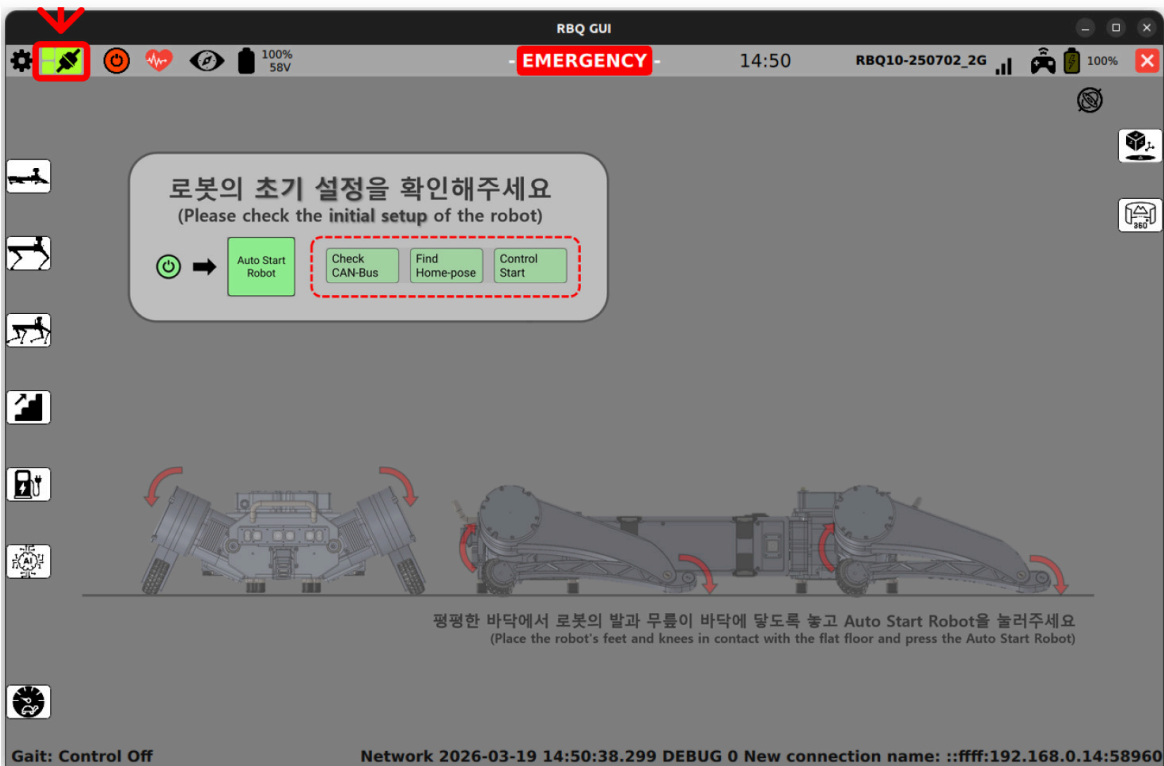 RBQ GUI
100%
58V
- EMERGENCY -
14:50
RBQ10-250702_2G
100%
로봇의 초기 설정을 확인해주세요
(Please check the initial setup of the robot)
Auto Start
Robot
Check
CAN-Bus
Find
Home-pose
Control
Start
360°
AI
평평한 바닥에서 로봇의 발과 무릎이 바닥에 닿도록 놓고 Auto Start Robot을 눌러주세요
(Place the robot's feet and knees in contact with the flat floor and press the Auto Start Robot)
Gait: Control Off
Network 2026-03-19 14:50:38.299 DEBUG 0 New connection name: ::ffff:192.168.0.14:58960